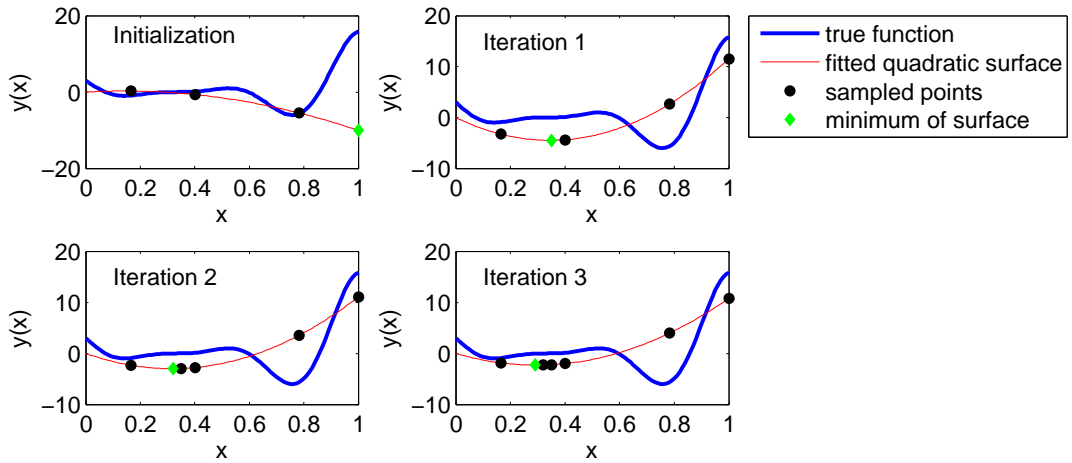 Initialization
20
0
−20
0 0.2 0.4 0.6 0.8 1
x
y(x)
Iteration 1
20
10
0
−10
0 0.2 0.4 0.6 0.8 1
x
y(x)
true function
fitted quadratic surface
sampled points
minimum of surface
Iteration 2
20
10
0
−10
0 0.2 0.4 0.6 0.8 1
x
y(x)
Iteration 3
20
10
0
−10
0 0.2 0.4 0.6 0.8 1
x
y(x)